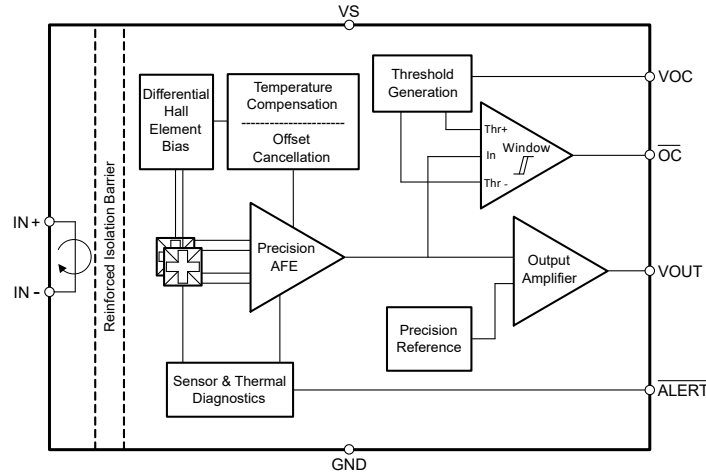 VS
Differential
Hall
Element
Bias
Temperature
Compensation
Offset
Cancellation
Threshold
Generation
VOC
Thr+
In
Window
Thr -
OC
Reinforced Isolation Barrier
IN+
IN-
Precision
AFE
Output
Amplifier
VOUT
Precision
Reference
Sensor & Thermal
Diagnostics
ALERT
GND